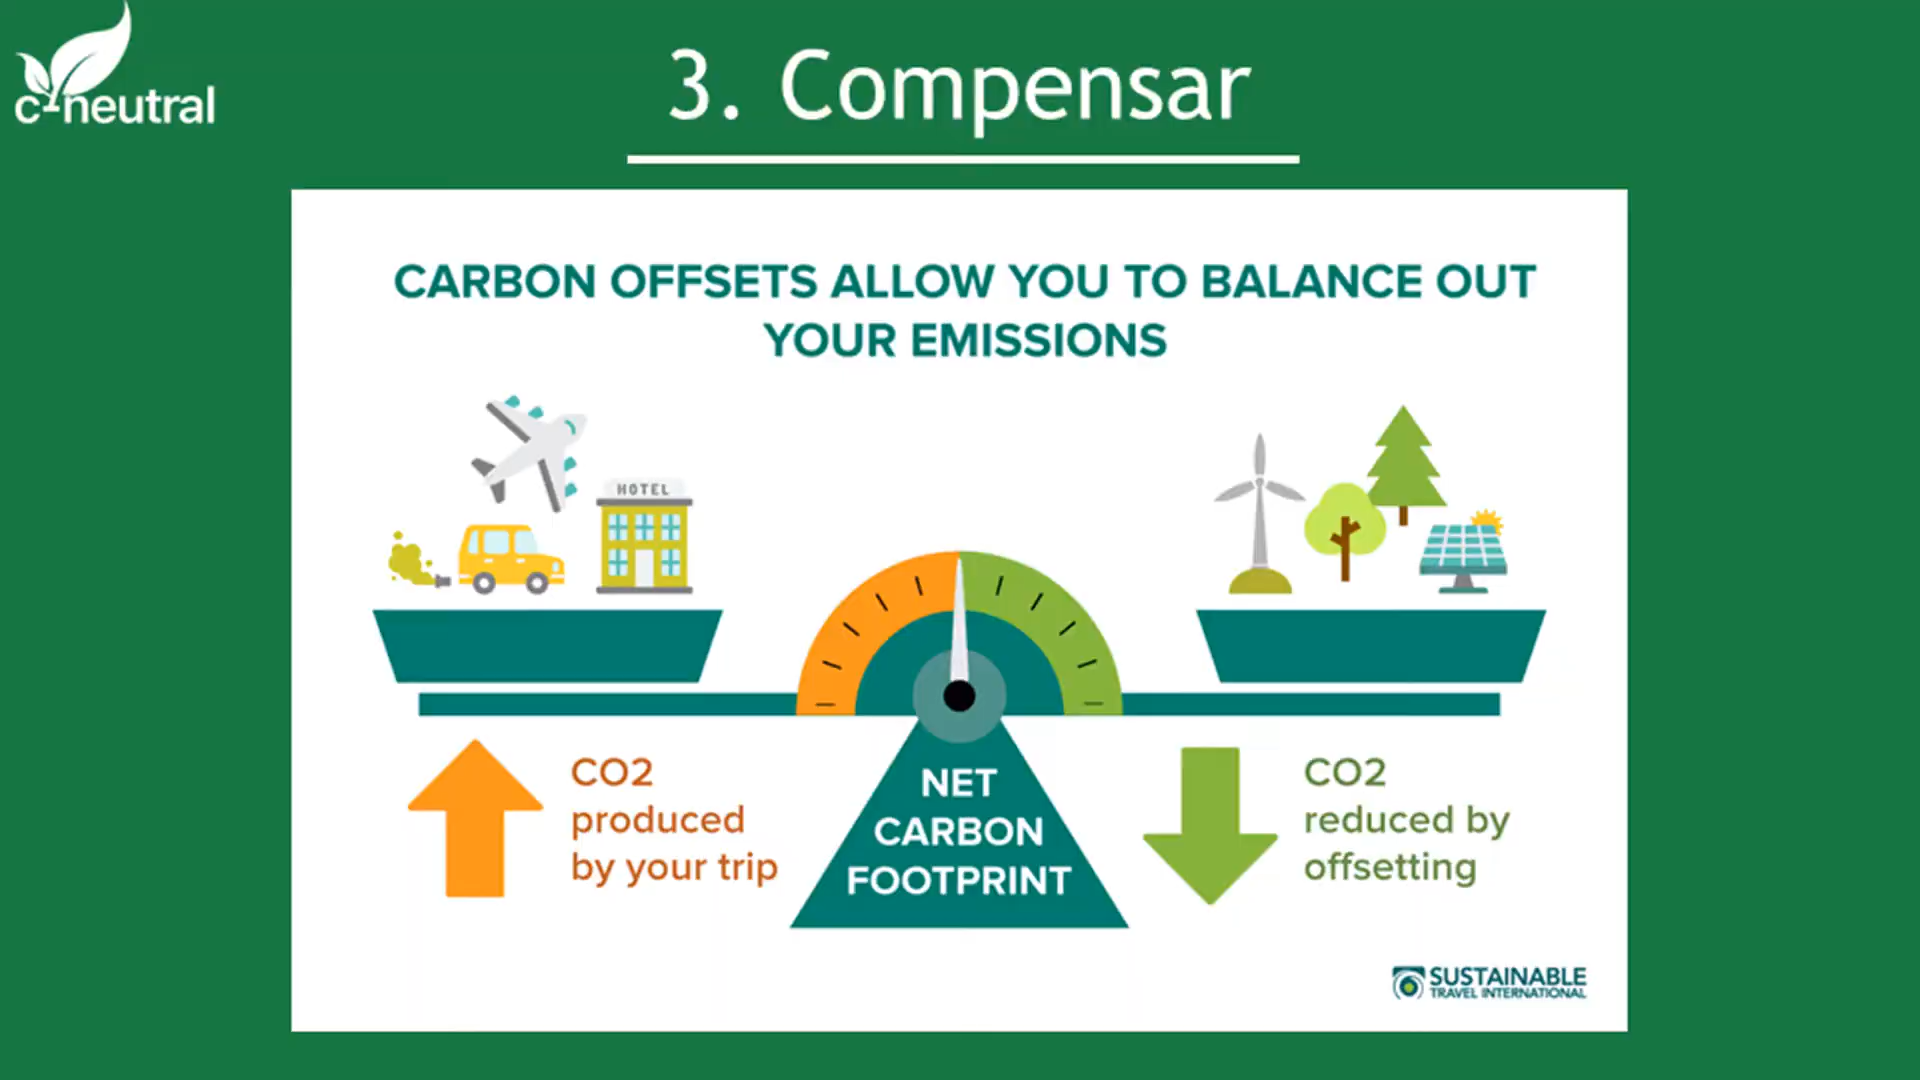 c-neutral
3. Compensar
CARBON OFFSETS ALLOW YOU TO BALANCE OUT
YOUR EMISSIONS
HOTEL
CO2
produced
by your trip
NET
CARBON
FOOTPRINT
CO2
reduced by
offsetting
SUSTAINABLE
TRAVEL INTERNATIONAL